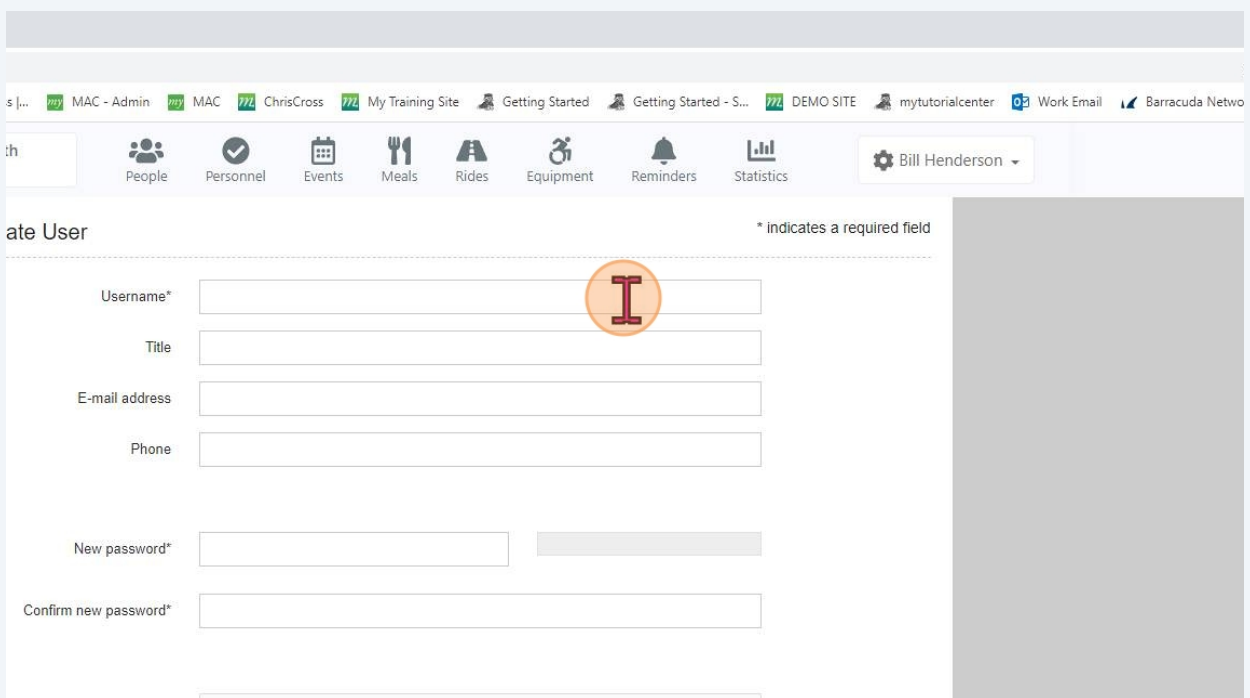 s |... my MAC - Admin my MAC m ChrisCross m My Training Site Getting Started Getting Started - S... m DEMO SITE mytutorialcenter Work Email Barracuda Netwo
th People Personnel Events Meals Rides Equipment Reminders Statistics Bill Henderson
ate User * indicates a required field
Username*
Title
E-mail address
Phone
New password*
Confirm new password*